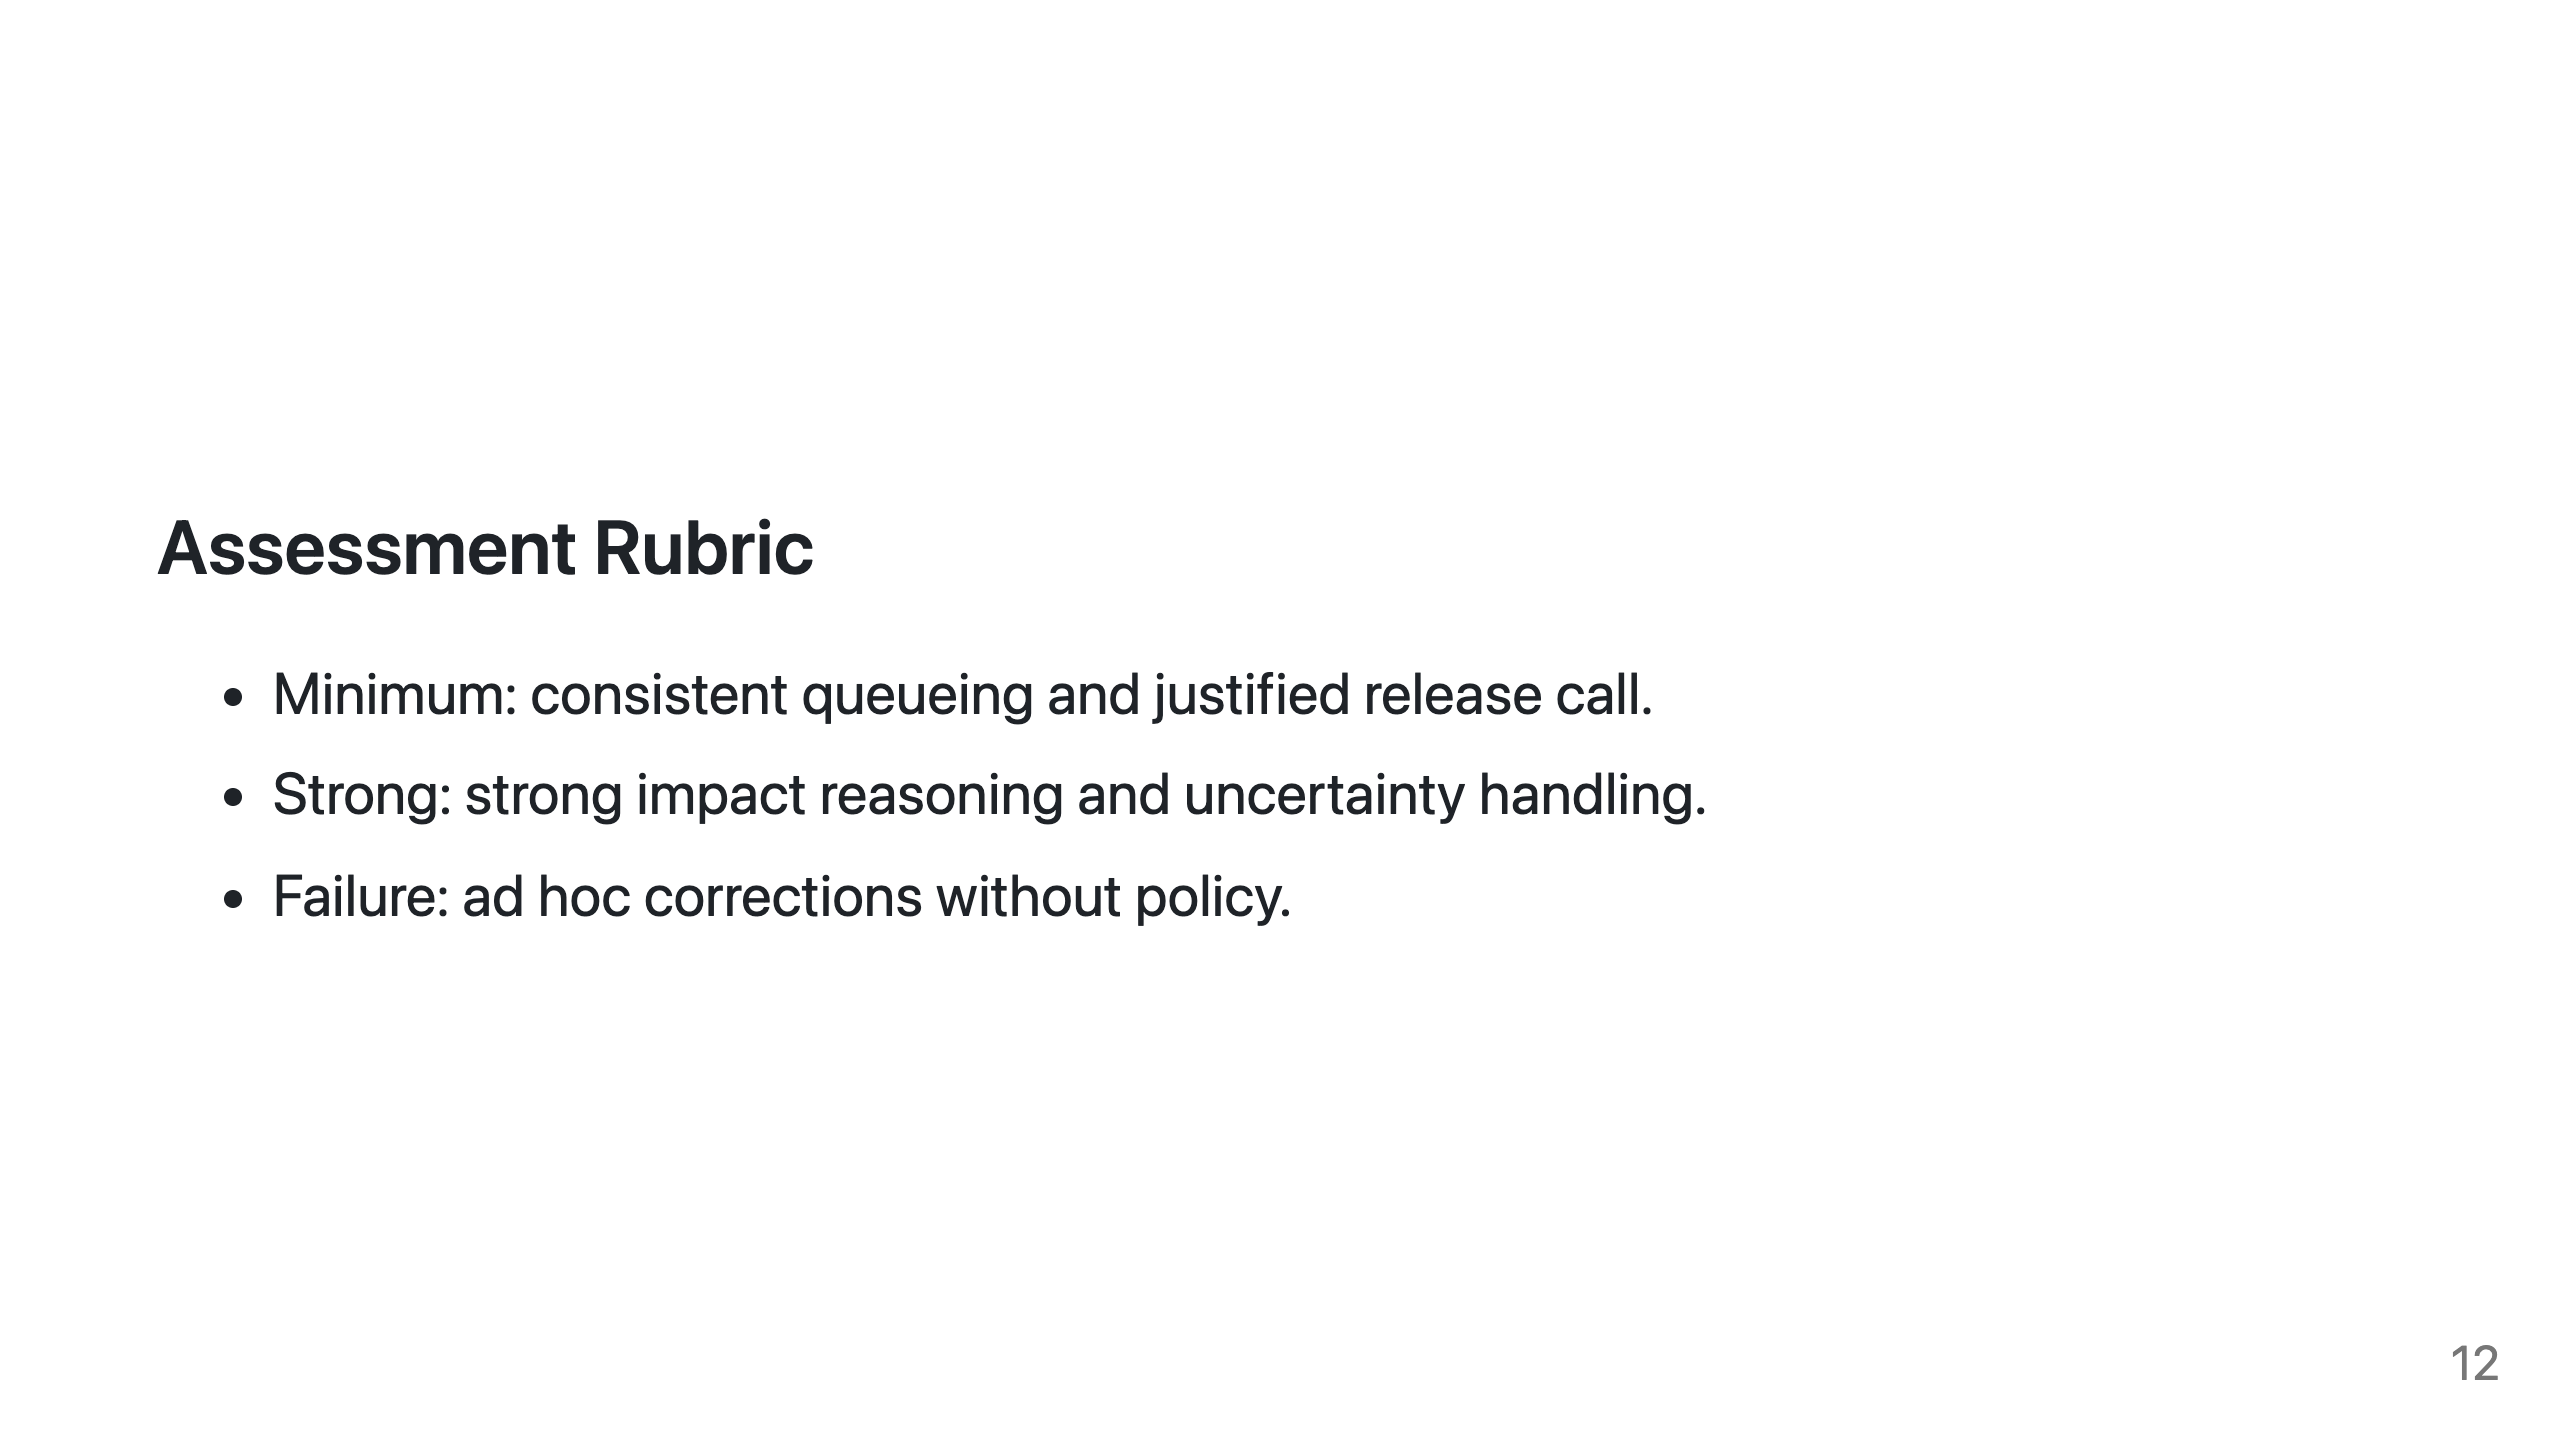 Assessment Rubric
• Minimum: consistent queueing and justified release call.
• Strong: strong impact reasoning and uncertainty handling.
• Failure: ad hoc corrections without policy.
12